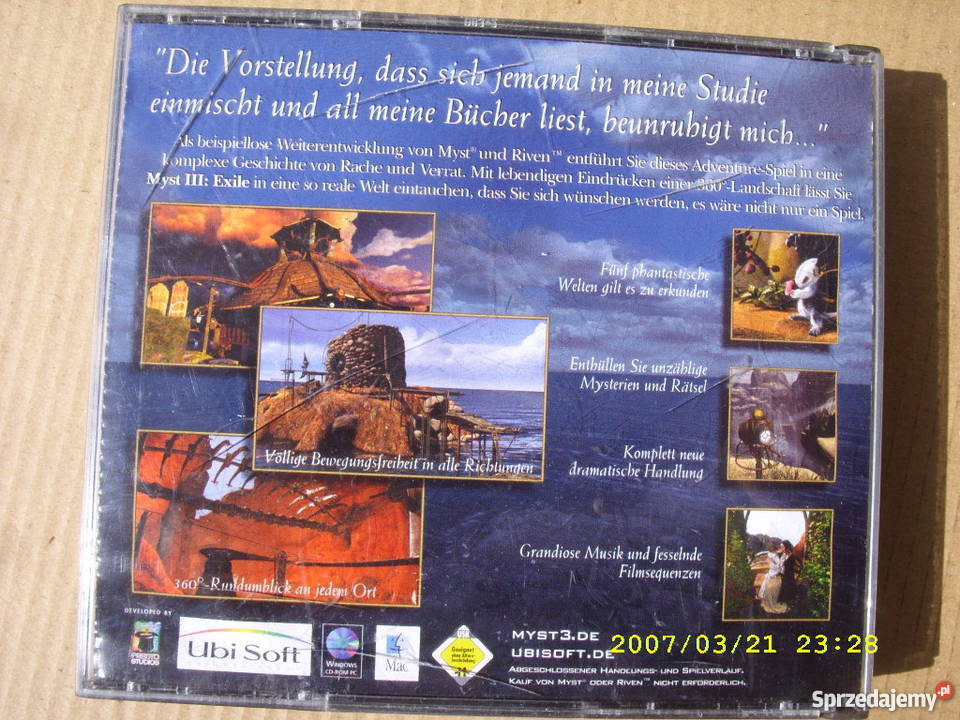 "Die Vorstellung, dass sich jemand in meine Studie
einmischt und all meine Bücher liest, beunruhigt mich..."
Als beispiellose Weiterentwicklung von Myst® und Riven™ entführt Sie dieses Adventure-Spiel in eine
komplexe Geschichte von Rache und Verrat. Mit lebendigen Eindrücken einer 360°-Landschaft lässt Sie
Myst III: Exile in eine so reale Welt eintauchen, dass Sie sich wünschen werden, es wäre nicht nur ein Spiel.
Fünf phantastische
Welten gilt es zu erkunden
Enthüllen Sie unzählige
Mysterien und Rätsel
Völlige Bewegungsfreiheit in alle Richtungen
Komplett neue
dramatische Handlung
Grandiose Musik und fesselnde
Filmsequenzen
360°-Rundumblick an jedem Ort
DEVELOPED BY
PRESTO
STUDIOS
Ubi Soft
WINDOWS
CD-ROM PC
Mac
Geeignet
ohne Alters-
beschränkung
MYST3.DE
UBISOFT.DE
ABGESCHLOSSENER HANDLUNGS- UND SPIELVERLAUF.
KAUF VON MYST® ODER RIVEN™ NICHT ERFORDERLICH.
2007/03/21 23:28
Sprzedajemy.pl